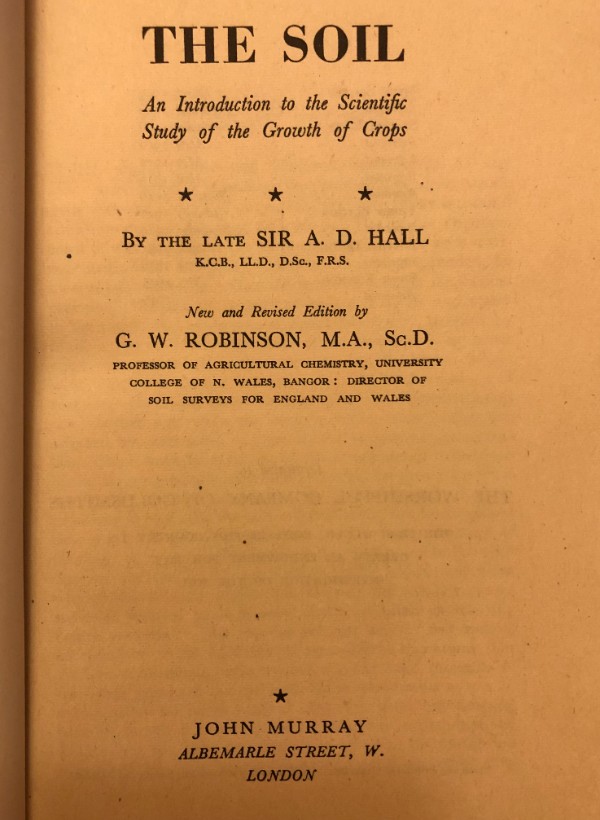 THE SOIL
An Introduction to the Scientific
Study of the Growth of Crops
★ ★ ★
BY THE LATE SIR A. D. HALL
K.C.B., LL.D., D.Sc., F.R.S.
New and Revised Edition by
G. W. ROBINSON, M.A., Sc.D.
PROFESSOR OF AGRICULTURAL CHEMISTRY, UNIVERSITY
COLLEGE OF N. WALES, BANGOR: DIRECTOR OF
SOIL SURVEYS FOR ENGLAND AND WALES
★
JOHN MURRAY
ALBEMARLE STREET, W.
LONDON